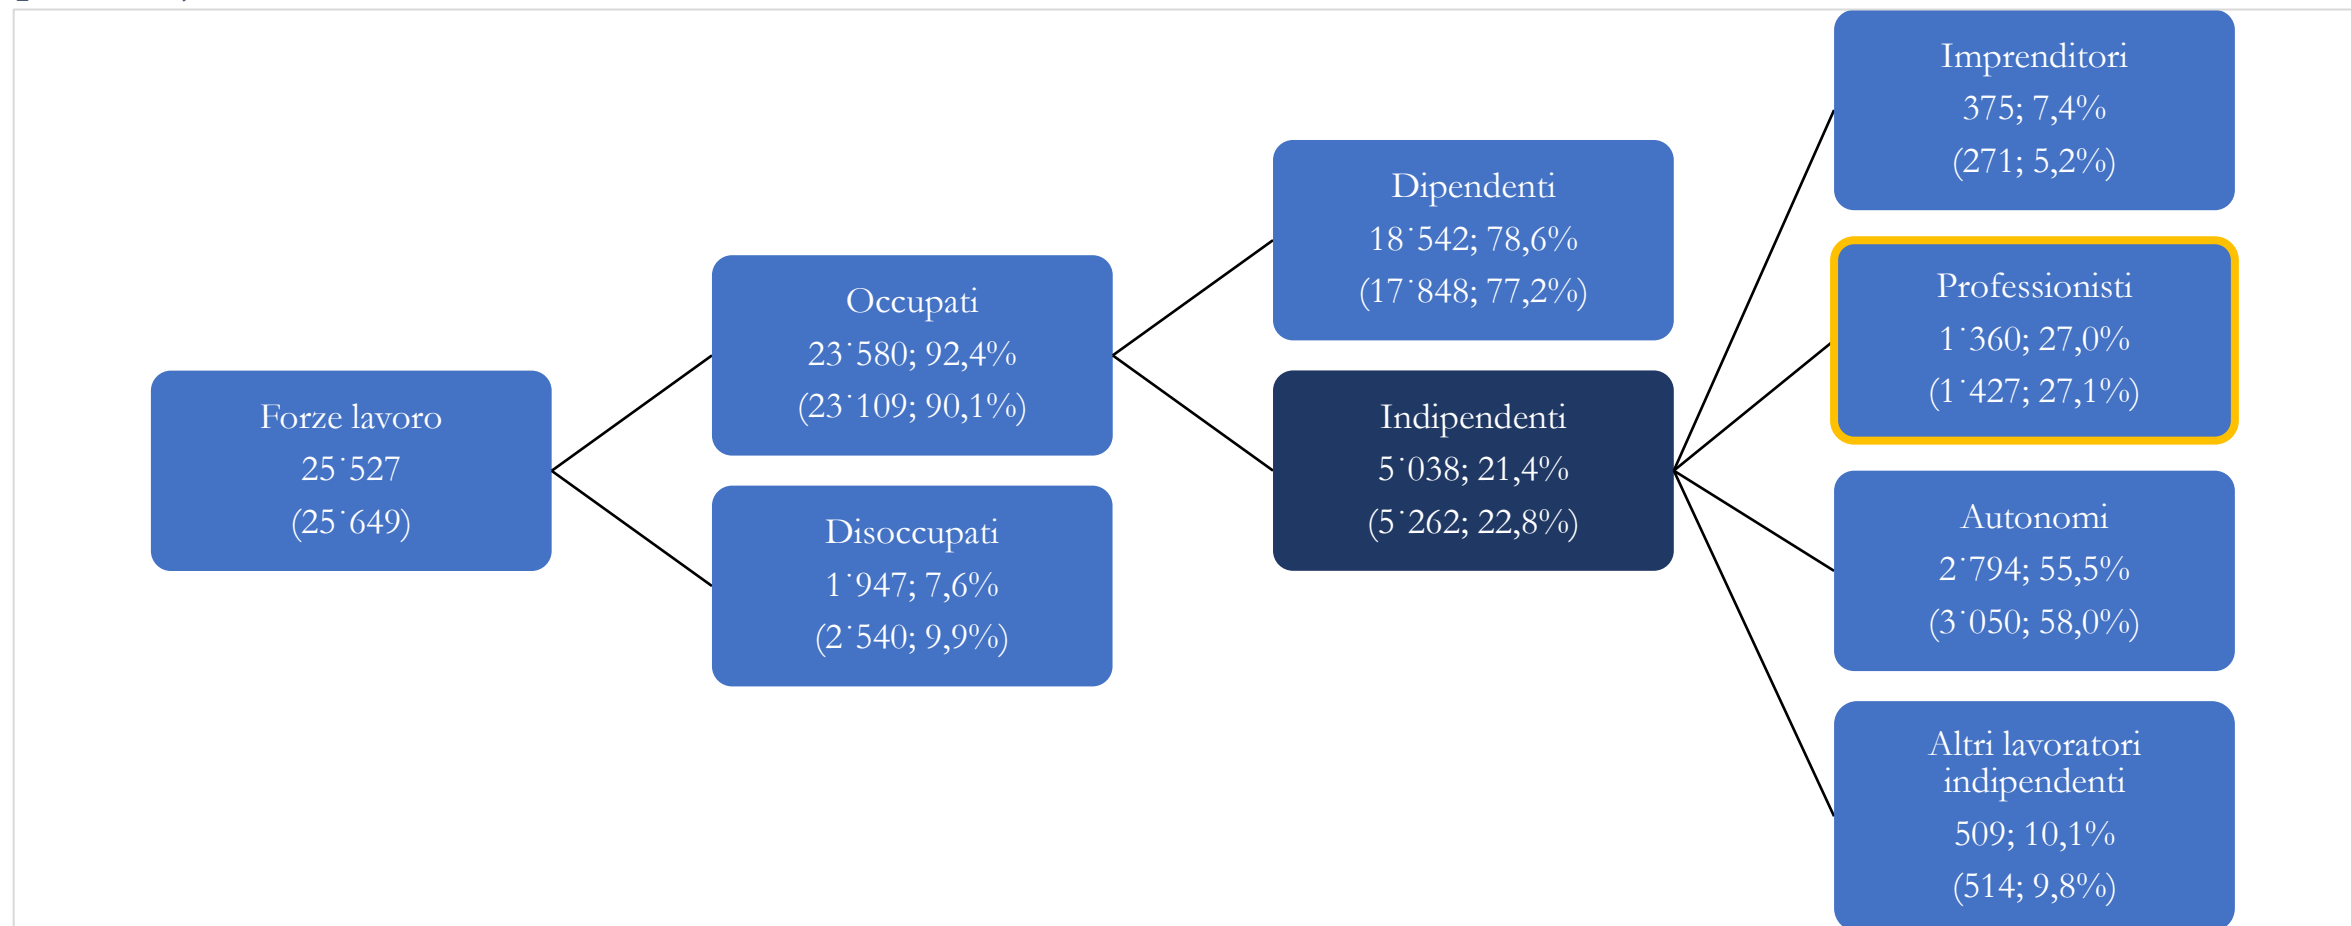 Forze lavoro
25˙527
(25˙649)
Occupati
23˙580; 92,4%
(23˙109; 90,1%)
Disoccupati
1˙947; 7,6%
(2˙540; 9,9%)
Dipendenti
18˙542; 78,6%
(17˙848; 77,2%)
Indipendenti
5˙038; 21,4%
(5˙262; 22,8%)
Imprenditori
375; 7,4%
(271; 5,2%)
Professionisti
1˙360; 27,0%
(1˙427; 27,1%)
Autonomi
2˙794; 55,5%
(3˙050; 58,0%)
Altri lavoratori
indipendenti
509; 10,1%
(514; 9,8%)